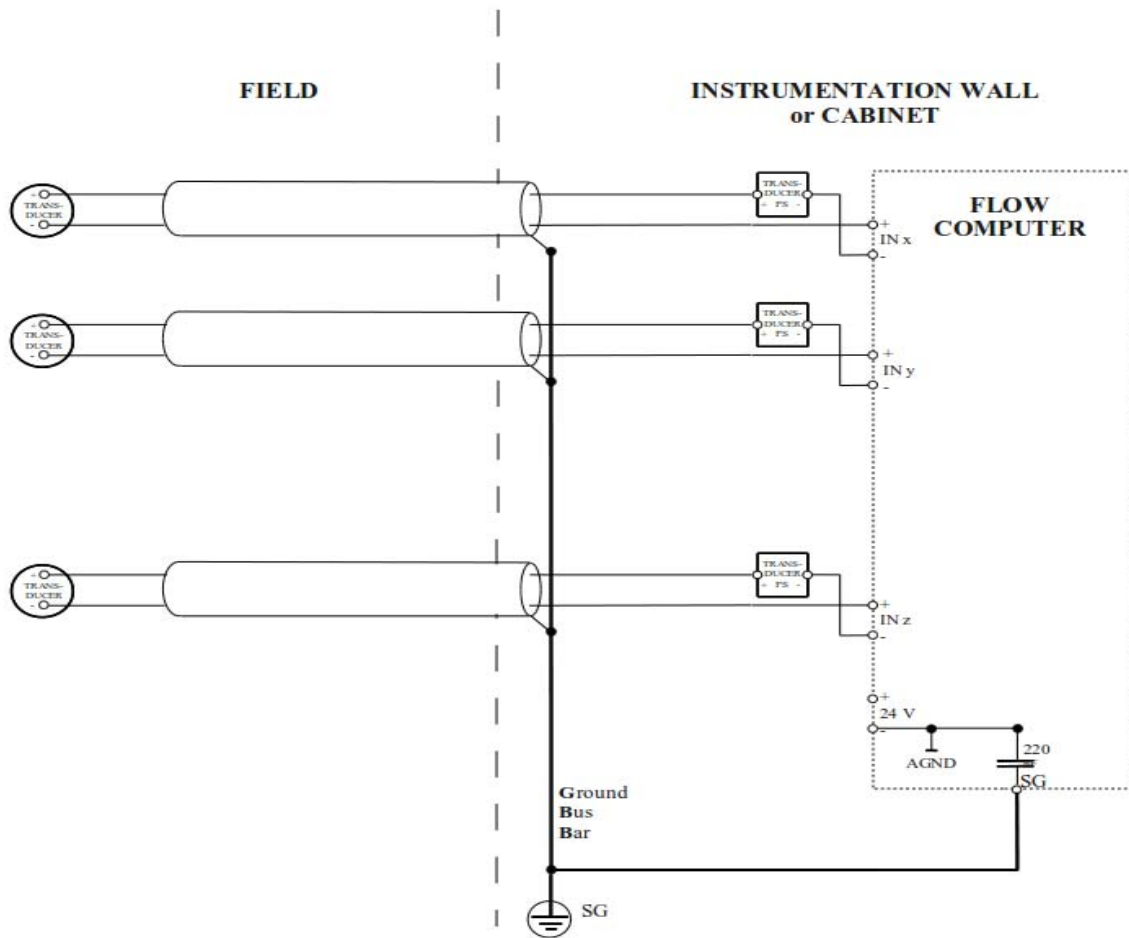 FIELD
INSTRUMENTATION WALL
or CABINET
+
TRANS-
DUCER
-
TRANS-
DUCER
+ PS -
FLOW
COMPUTER
+
IN x
-
+
TRANS-
DUCER
-
TRANS-
DUCER
+ PS -
+
IN y
-
+
TRANS-
DUCER
-
TRANS-
DUCER
+ PS -
+
IN z
-
+
24 V
-
AGND
220
SG
Ground
Bus
Bar
SG